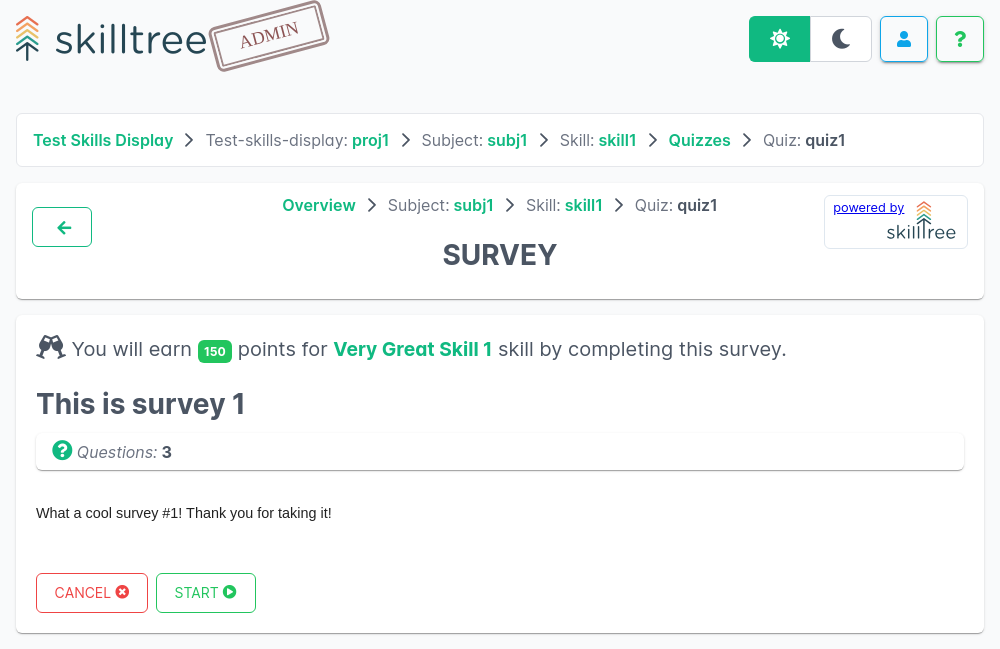 skilltree ADMIN
?
Test Skills Display > Test-skills-display: proj1 > Subject: subj1 > Skill: skill1 > Quizzes > Quiz: quiz1
Overview > Subject: subj1 > Skill: skill1 > Quiz: quiz1
powered by
skilltree
SURVEY
You will earn 150 points for Very Great Skill 1 skill by completing this survey.
This is survey 1
? Questions: 3
What a cool survey #1! Thank you for taking it!
CANCEL START